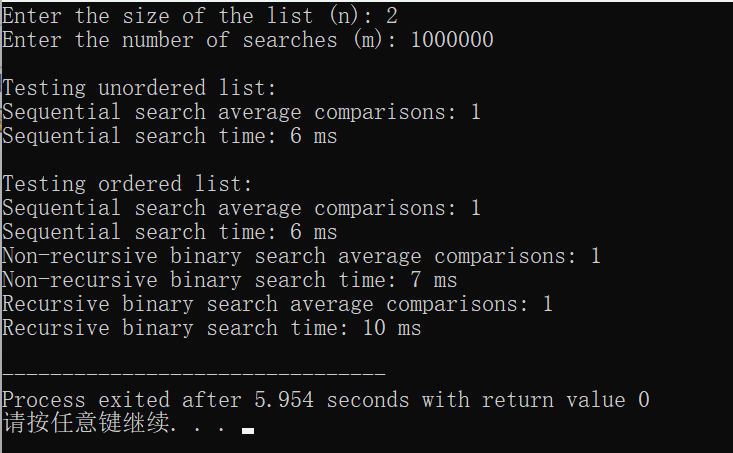 Enter the size of the list (n): 2
Enter the number of searches (m): 1000000
Testing unordered list:
Sequential search average comparisons: 1
Sequential search time: 6 ms
Testing ordered list:
Sequential search average comparisons: 1
Sequential search time: 6 ms
Non-recursive binary search average comparisons: 1
Non-recursive binary search time: 7 ms
Recursive binary search average comparisons: 1
Recursive binary search time: 10 ms
--------------------------------
Process exited after 5.954 seconds with return value 0
请按任意键继续. . .